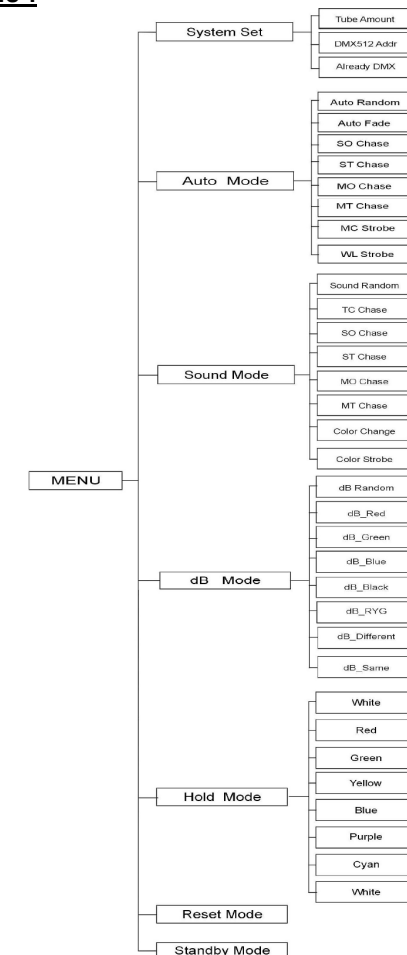 MENU
System Set
Tube Amount
DMX512 Addr
Already DMX
Auto Mode
Auto Random
Auto Fade
SO Chase
ST Chase
MO Chase
MT Chase
MC Strobe
WL Strobe
Sound Mode
Sound Random
TC Chase
SO Chase
ST Chase
MO Chase
MT Chase
Color Change
Color Strobe
dB Mode
dB Random
dB_Red
dB_Green
dB_Blue
dB_Black
dB_RYG
dB_Different
dB_Same
Hold Mode
White
Red
Green
Yellow
Blue
Purple
Cyan
White
Reset Mode
Standby Mode